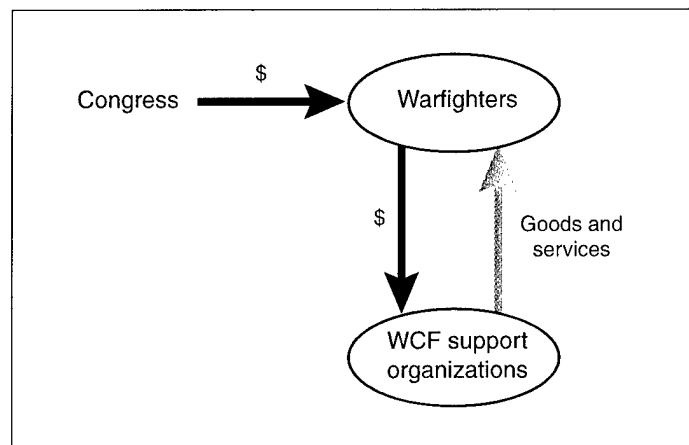 $
Congress
Warfighters
$
Goods and
services
WCF support
organizations